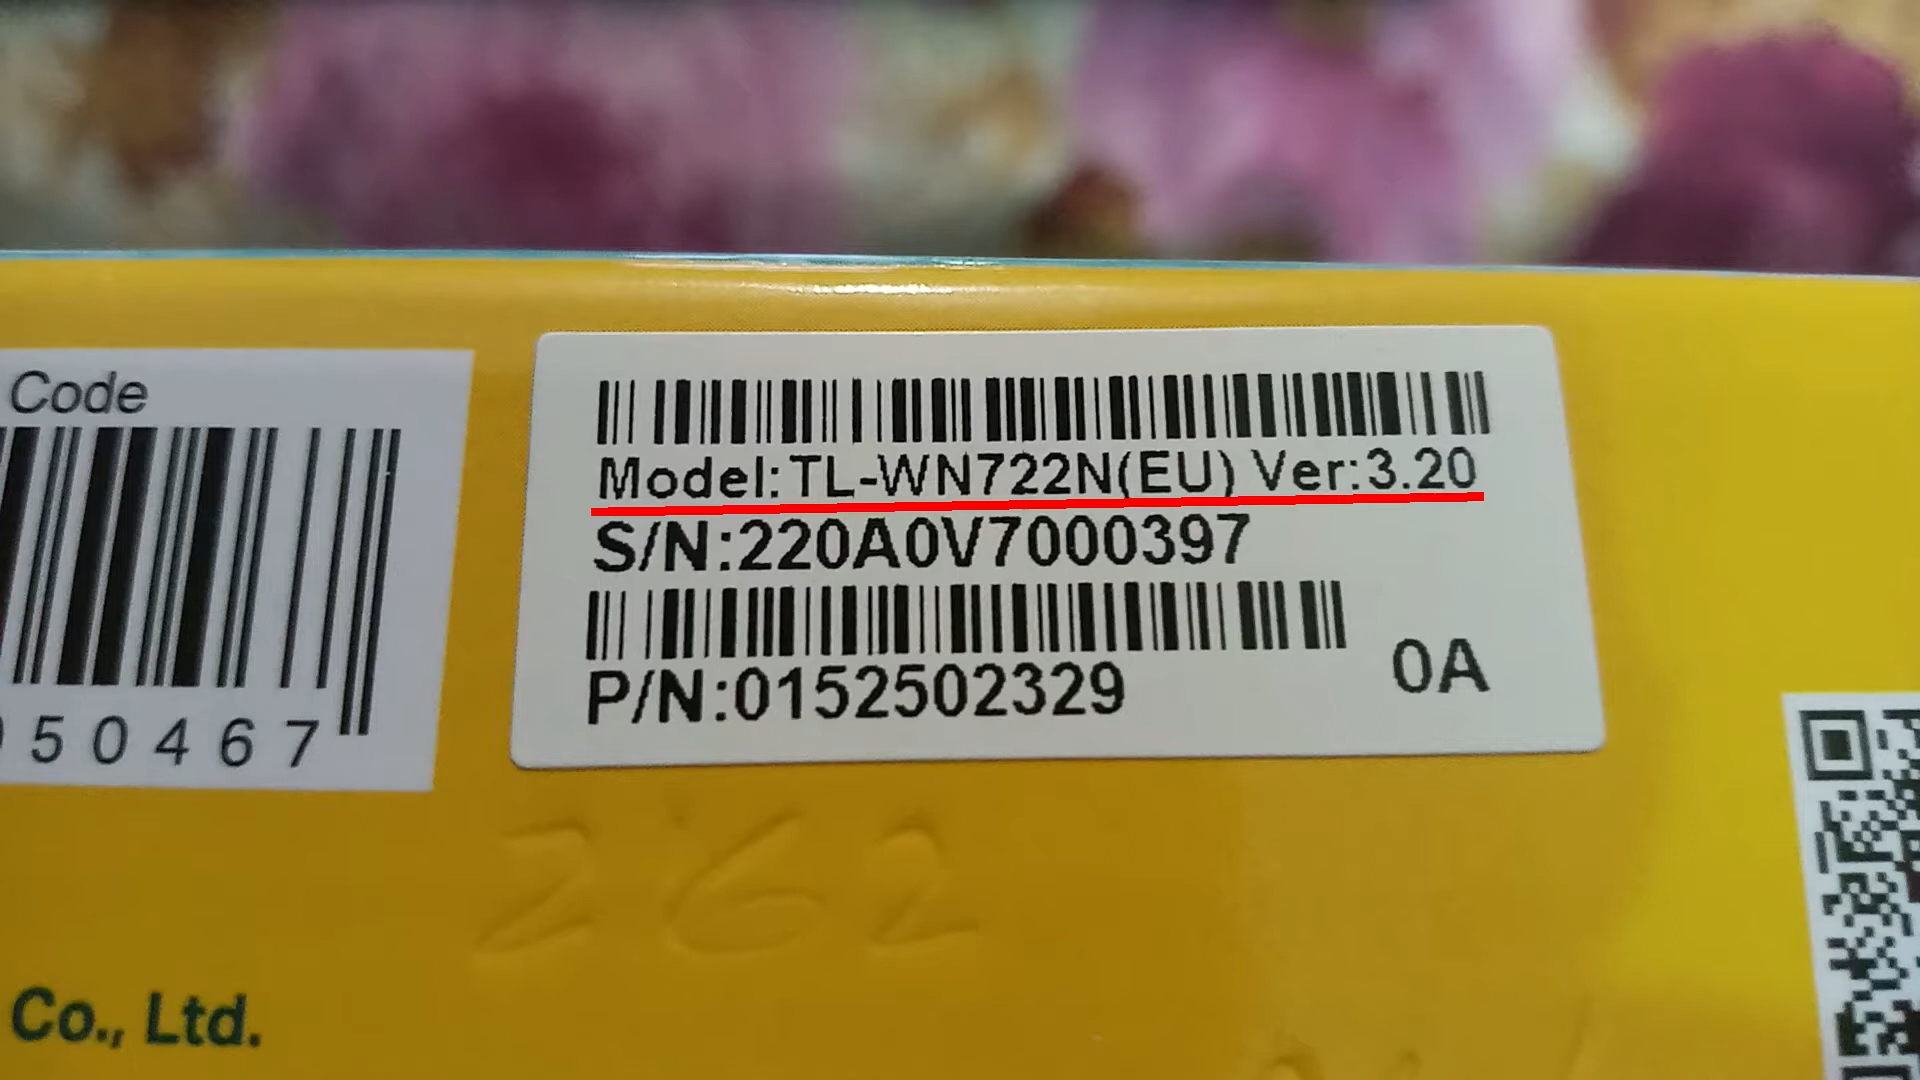 Code
50467
Model:TL-WN722N(EU) Ver:3.20
S/N:220A0V7000397
P/N:0152502329
0A
262
Co., Ltd.